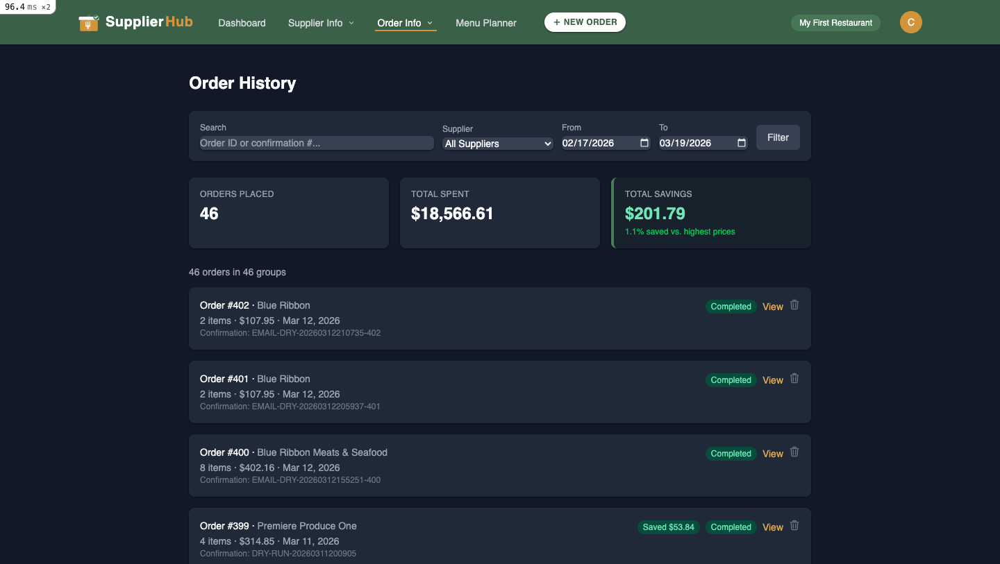 96.4 ms ×2
SupplierHub
Dashboard
Supplier Info
Order Info
Menu Planner
+ NEW ORDER
My First Restaurant
C
Order History
Search
Order ID or confirmation #...
Supplier
All Suppliers
From
02/17/2026
To
03/19/2026
Filter
ORDERS PLACED
46
TOTAL SPENT
$18,566.61
TOTAL SAVINGS
$201.79
1.1% saved vs. highest prices
46 orders in 46 groups
Order #402 · Blue Ribbon
Completed View
2 items · $107.95 · Mar 12, 2026
Confirmation: EMAIL-DRY-20260312210735-402
Order #401 · Blue Ribbon
Completed View
2 items · $107.95 · Mar 12, 2026
Confirmation: EMAIL-DRY-20260312205937-401
Order #400 · Blue Ribbon Meats & Seafood
Completed View
8 items · $402.16 · Mar 12, 2026
Confirmation: EMAIL-DRY-20260312155251-400
Order #399 · Premiere Produce One
Saved $53.84 Completed View
4 items · $314.85 · Mar 11, 2026
Confirmation: DRY-RUN-20260311200905